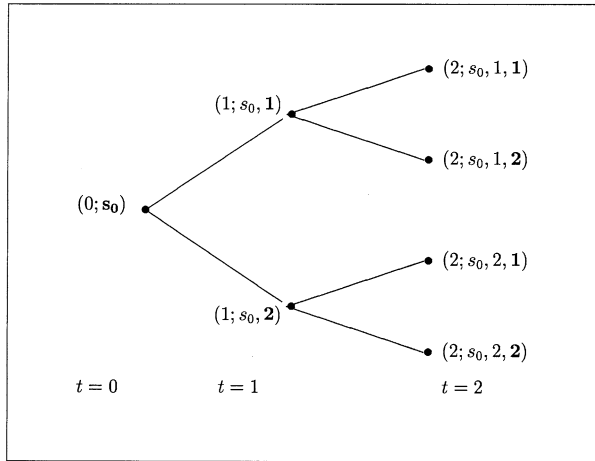 (2; s₀, 1, 1)
(1; s₀, 1)
(2; s₀, 1, 2)
(0; s₀)
(2; s₀, 2, 1)
(1; s₀, 2)
(2; s₀, 2, 2)
t = 0 t = 1 t = 2